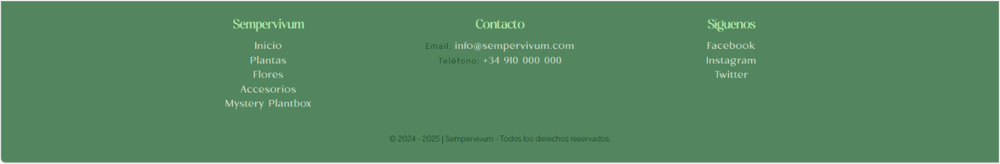 Sempervivum
Inicio
Plantas
Flores
Accesorios
Mystery Plantbox
Contacto
Email: info@sempervivum.com
Teléfono: +34 910 000 000
Síguenos
Facebook
Instagram
Twitter
© 2024 - 2025 | Sempervivum - Todos los derechos reservados.